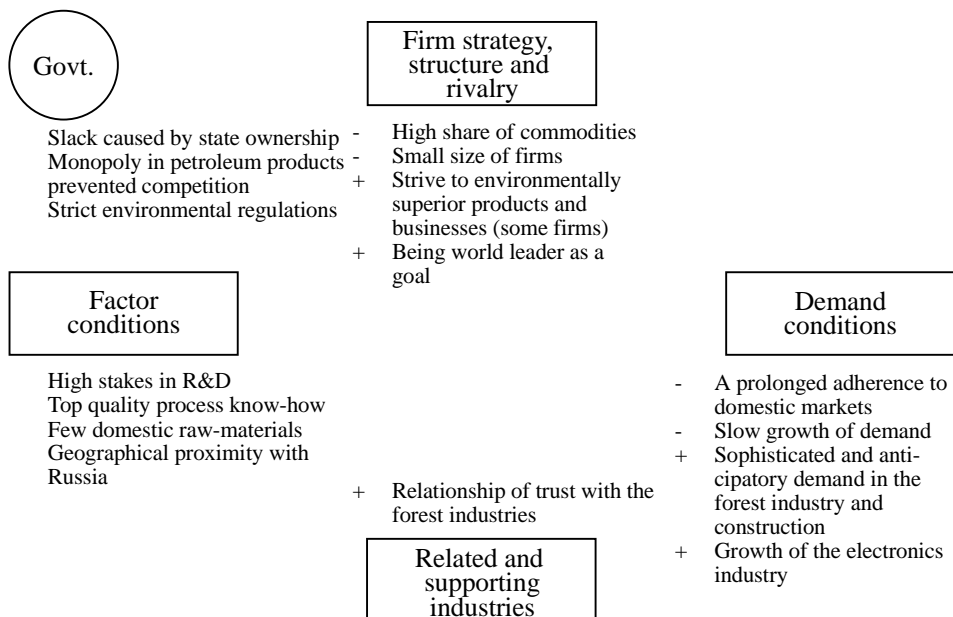 Govt.
Slack caused by state ownership
Monopoly in petroleum products
prevented competition
Strict environmental regulations
Firm strategy,
structure and
rivalry
- High share of commodities
- Small size of firms
+ Strive to environmentally
superior products and
businesses (some firms)
+ Being world leader as a
goal
Factor
conditions
High stakes in R&D
Top quality process know-how
Few domestic raw-materials
Geographical proximity with
Russia
Demand
conditions
- A prolonged adherence to
domestic markets
- Slow growth of demand
+ Sophisticated and anti-
cipatory demand in the
forest industry and
construction
+ Growth of the electronics
industry
+ Relationship of trust with the
forest industries
Related and
supporting
industries